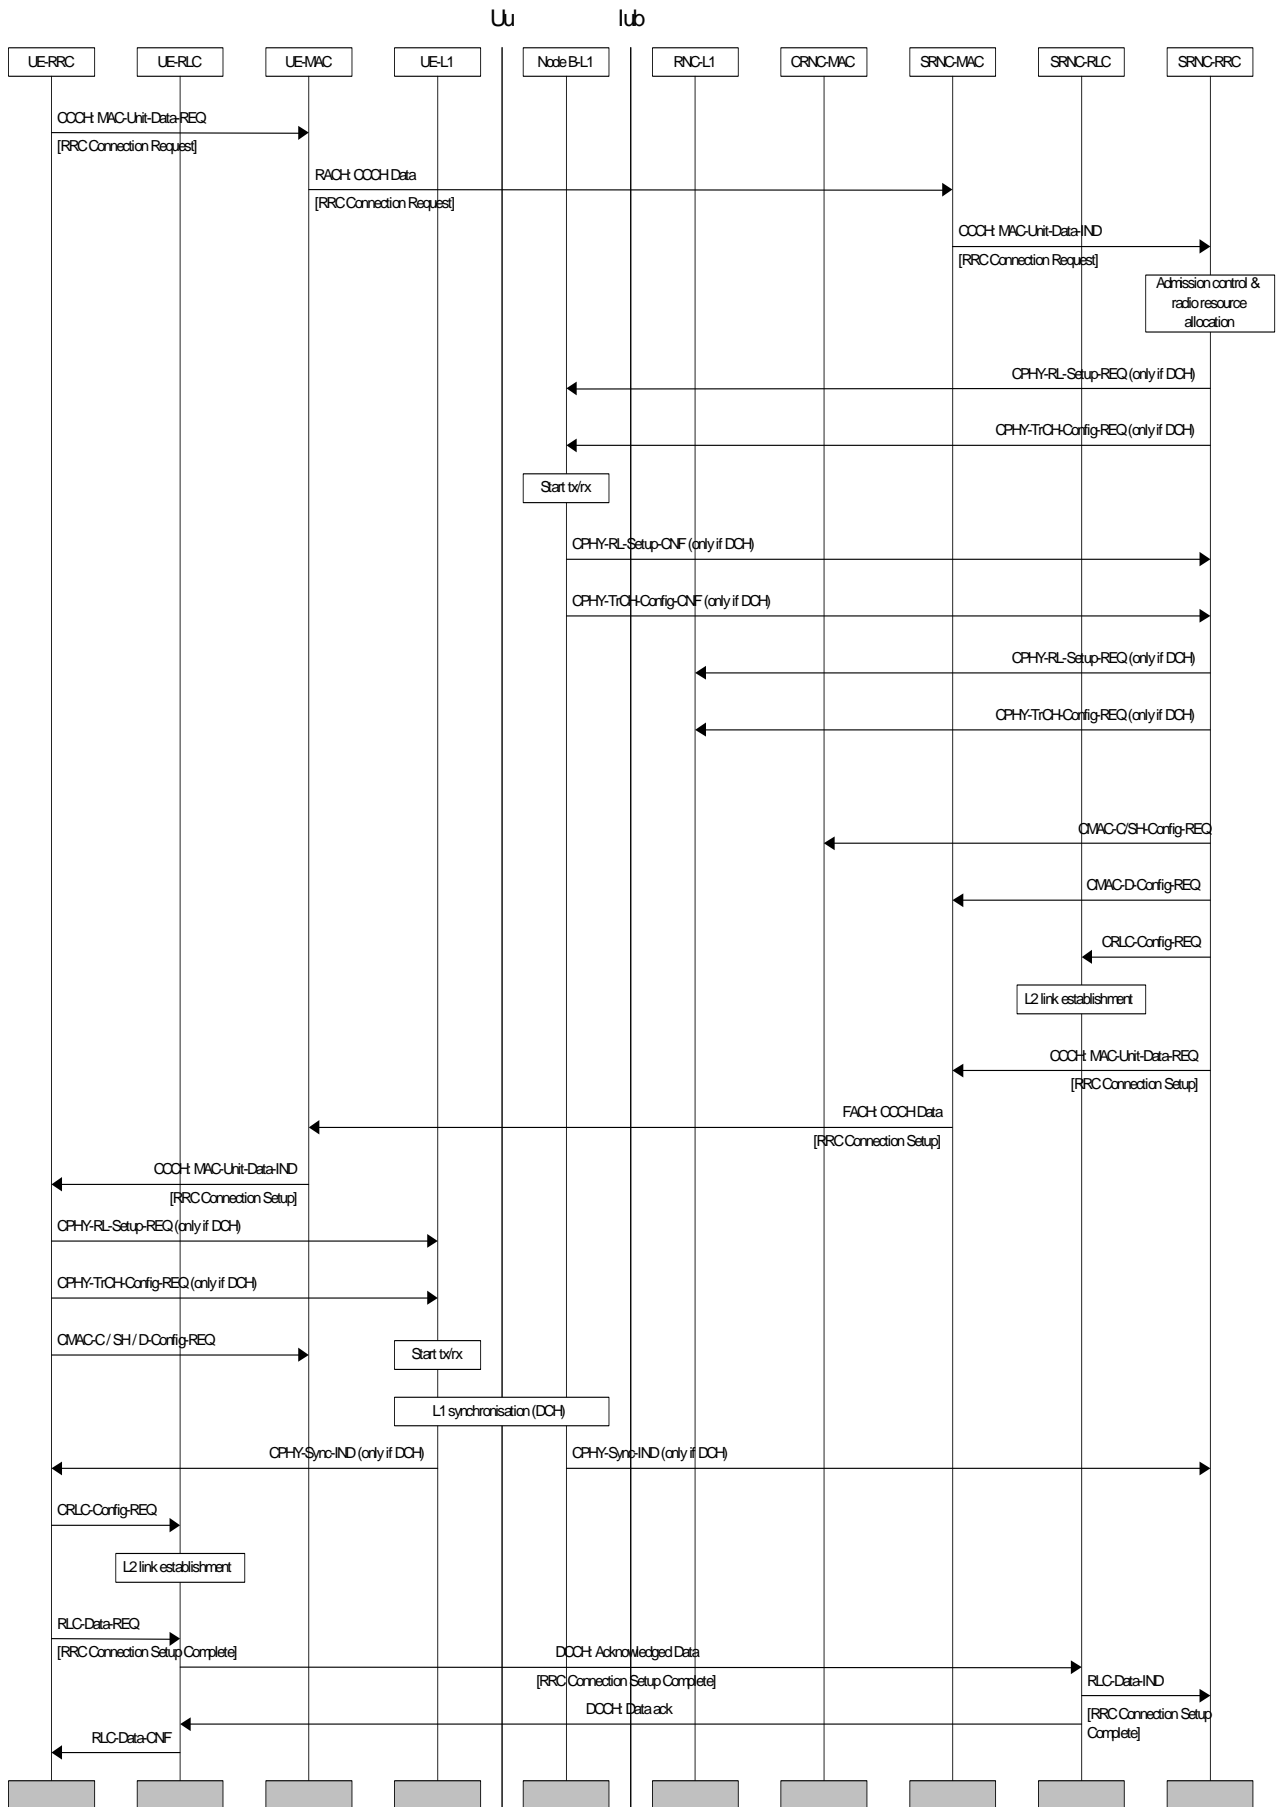 Uu
Iub
UE-RRC
UE-RLC
UE-MAC
UE-L1
Node B-L1
RNC-L1
CRNC-MAC
SRNC-MAC
SRNC-RLC
SRNC-RRC
CCCH: MAC-Unit-Data-REQ
[RRC Connection Request]
RACH: CCCH Data
[RRC Connection Request]
CCCH: MAC-Unit-Data-IND
[RRC Connection Request]
Admission control &
radio resource
allocation
CPHY-RL-Setup-REQ (only if DCH)
CPHY-TrCH-Config-REQ (only if DCH)
Start tx/rx
CPHY-RL-Setup-CNF (only if DCH)
CPHY-TrCH-Config-CNF (only if DCH)
CPHY-RL-Setup-REQ (only if DCH)
CPHY-TrCH-Config-REQ (only if DCH)
CMAC-C/SH-Config-REQ
CMAC-D-Config-REQ
CRLC-Config-REQ
L2 link establishment
CCCH: MAC-Unit-Data-REQ
[RRC Connection Setup]
FACH: CCCH Data
[RRC Connection Setup]
CCCH: MAC-Unit-Data-IND
[RRC Connection Setup]
CPHY-RL-Setup-REQ (only if DCH)
CPHY-TrCH-Config-REQ (only if DCH)
CMAC-C / SH / D-Config-REQ
Start tx/rx
L1 synchronisation (DCH)
CPHY-Sync-IND (only if DCH)
CPHY-Sync-IND (only if DCH)
CRLC-Config-REQ
L2 link establishment
RLC-Data-REQ
[RRC Connection Setup Complete]
DCCH: Acknowledged Data
[RRC Connection Setup Complete]
RLC-Data-IND
[RRC Connection Setup
Complete]
DCCH: Data ack
RLC-Data-CNF